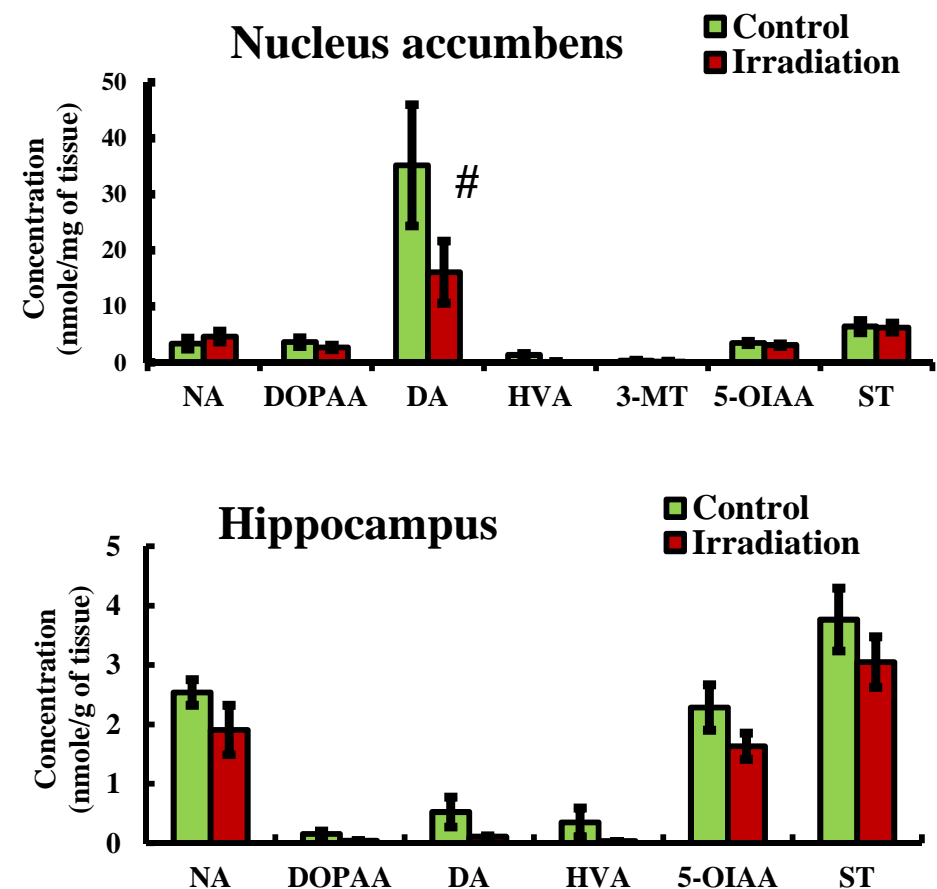 Nucleus accumbens
Control
Irradiation
Concentration
(nmole/mg of tissue)
50
40
30
20
10
0
#
NA DOPAA DA HVA 3-MT 5-OIAA ST
Hippocampus
Control
Irradiation
Concentration
(nmole/g of tissue)
5
4
3
2
1
0
NA DOPAA DA HVA 5-OIAA ST